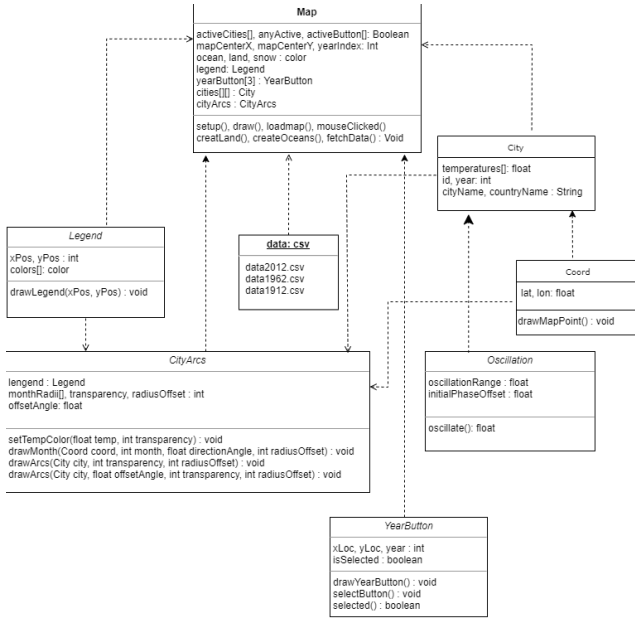 Map
activeCities[], anyActive, activeButton[]: Boolean
mapCenterX, mapCenterY, yearIndex: Int
ocean, land, snow : color
legend: Legend
yearButton[3] : YearButton
cities[][] : City
cityArcs : CityArcs
setup(), draw(), loadmap(), mouseClicked()
creatLand(), createOceans(), fetchData() : Void
City
temperatures[]: float
id, year: int
cityName, countryName : String
Legend
xPos, yPos : int
colors[]: color
drawLegend(xPos, yPos) : void
data: csv
data2012.csv
data1962.csv
data1912.csv
Coord
lat, lon: float
drawMapPoint() : void
CityArcs
lengend : Legend
monthRadii[], transparency, radiusOffset : int
offsetAngle: float
setTempColor(float temp, int transparency) : void
drawMonth(Coord coord, int month, float directionAngle, int radiusOffset) : void
drawArcs(City city, int transparency, int radiusOffset) : void
drawArcs(City city, float offsetAngle, int transparency, int radiusOffset) : void
Oscillation
oscillationRange : float
initialPhaseOffset : float
oscillate(): float
YearButton
xLoc, yLoc, year : int
isSelected : boolean
drawYearButton() : void
selectButton() : void
selected() : boolean